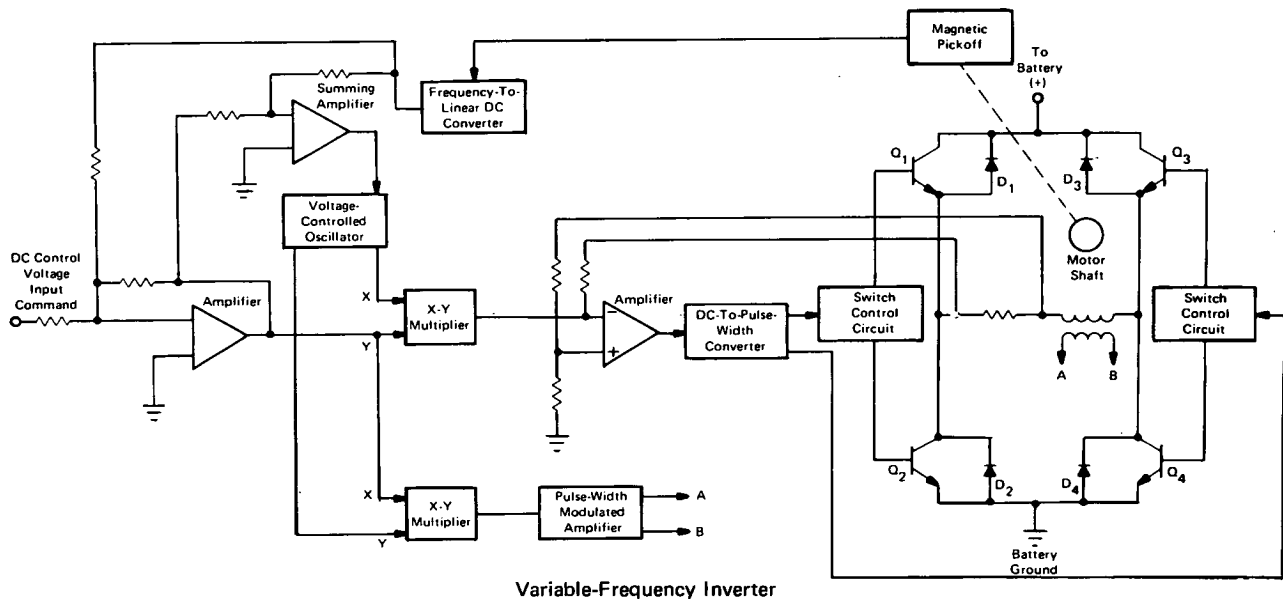 Magnetic
Pickoff
To
Battery
(+)
Summing
Amplifier
Frequency-To-
Linear DC
Converter
Q1
D1
D3
Q3
Voltage-
Controlled
Oscillator
Motor
Shaft
DC Control
Voltage
Input
Command
Amplifier
X
Y
X-Y
Multiplier
Amplifier
−
+
DC-To-Pulse-
Width
Converter
Switch
Control
Circuit
A
B
Switch
Control
Circuit
Q2
D2
D4
Q4
X
Y
X-Y
Multiplier
Pulse-Width
Modulated
Amplifier
A
B
Battery
Ground
Variable-Frequency Inverter